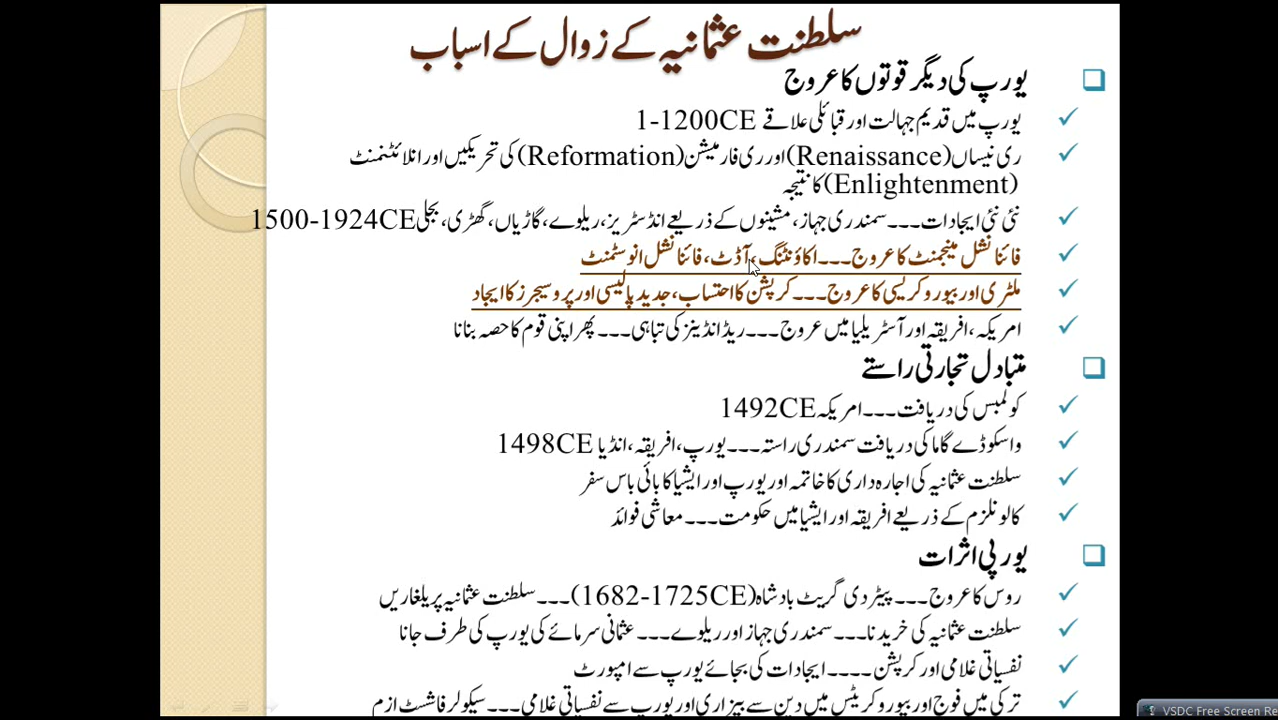 سلطنت عثمانیہ کے زوال کے اسباب
یورپ کی دیگر قوتوں کا عروج
یورپ میں قدیم جہالت اور قبائلی علاقے 1-1200CE
ری نیساں (Renaissance) اور ری فارمیشن (Reformation) کی تحریکیں اور انلائٹنمنٹ
(Enlightenment) کا نتیجہ
نئی نئی ایجادات۔۔۔ سمندری جہاز، مشینوں کے ذریعے انڈسٹریز، ریلوے، گاڑیاں، گھڑی، بجلی 1500-1924CE
فائنانشل مینجمنٹ کا عروج۔۔۔ اکاؤنٹنگ، آڈٹ، فائنانشل انوسٹمنٹ
ملٹری اور بیوروکریسی کا عروج۔۔۔ کرپشن کا احتساب، جدید پالیسی اور پروسیجرز کا ایجاد
امریکہ، افریقہ اور آسٹریلیا میں عروج۔۔۔ ریڈ انڈینز کی تباہی۔۔۔ پھر اپنی قوم کا حصہ بنانا
متبادل تجارتی راستے
کولمبس کی دریافت۔۔۔ امریکہ 1492CE
واسکوڈے گاما کی دریافت سمندری راستہ۔۔۔ یورپ، افریقہ، انڈیا 1498CE
سلطنت عثمانیہ کی اجارہ داری کا خاتمہ اور یورپ اور ایشیا کا بائی پاس سفر
کالونلزم کے ذریعے افریقہ اور ایشیا میں حکومت۔۔۔ معاشی فوائد
یورپی اثرات
روس کا عروج۔۔۔ پیٹر دی گریٹ بادشاہ (1682-1725CE)۔۔۔ سلطنت عثمانیہ پر یلغاریں
سلطنت عثمانیہ کی خریدنا۔۔۔ سمندری جہاز اور ریلوے۔۔۔ عثمانی سرمائے کی یورپ کی طرف جانا
نفسیاتی غلامی اور کرپشن۔۔۔۔ ایجادات کی بجائے یورپ سے امپورٹ
ترکی میں فوج اور بیوروکریٹس میں دین سے بیزاری اور یورپ سے نفسیاتی غلامی۔۔۔ سیکولر فاشسٹ ازم
VSDC Free Screen Re